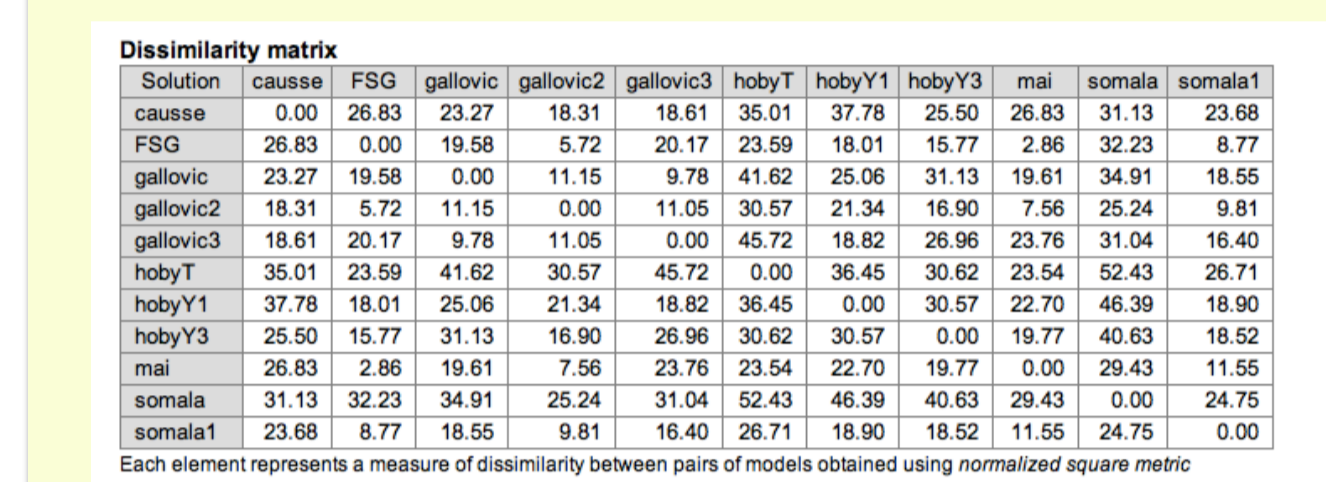 Dissimilarity matrix
Solution causse FSG gallovic gallovic2 gallovic3 hobyT hobyY1 hobyY3 mai somala somala1
causse 0.00 26.83 23.27 18.31 18.61 35.01 37.78 25.50 26.83 31.13 23.68
FSG 26.83 0.00 19.58 5.72 20.17 23.59 18.01 15.77 2.86 32.23 8.77
gallovic 23.27 19.58 0.00 11.15 9.78 41.62 25.06 31.13 19.61 34.91 18.55
gallovic2 18.31 5.72 11.15 0.00 11.05 30.57 21.34 16.90 7.56 25.24 9.81
gallovic3 18.61 20.17 9.78 11.05 0.00 45.72 18.82 26.96 23.76 31.04 16.40
hobyT 35.01 23.59 41.62 30.57 45.72 0.00 36.45 30.62 23.54 52.43 26.71
hobyY1 37.78 18.01 25.06 21.34 18.82 36.45 0.00 30.57 22.70 46.39 18.90
hobyY3 25.50 15.77 31.13 16.90 26.96 30.62 30.57 0.00 19.77 40.63 18.52
mai 26.83 2.86 19.61 7.56 23.76 23.54 22.70 19.77 0.00 29.43 11.55
somala 31.13 32.23 34.91 25.24 31.04 52.43 46.39 40.63 29.43 0.00 24.75
somala1 23.68 8.77 18.55 9.81 16.40 26.71 18.90 18.52 11.55 24.75 0.00
Each element represents a measure of dissimilarity between pairs of models obtained using normalized square metric